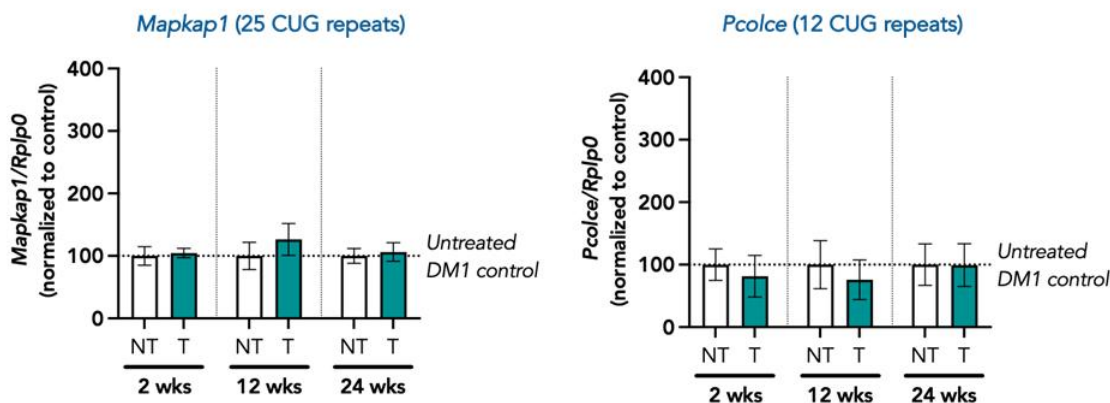 Mapkap1 (25 CUG repeats)
Mapkap1/Rplp0
(normalized to control)
400
300
200
100
0
Untreated
DM1 control
NT T NT T NT T
2 wks 12 wks 24 wks
Pcolce (12 CUG repeats)
Pcolce/Rplp0
(normalized to control)
400
300
200
100
0
Untreated
DM1 control
NT T NT T NT T
2 wks 12 wks 24 wks